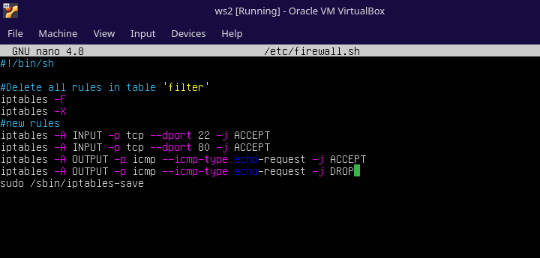 ws2 [Running] - Oracle VM VirtualBox
File Machine View Input Devices Help
GNU nano 4.8 /etc/firewall.sh
#!/bin/sh
#Delete all rules in table 'filter'
iptables -F
iptables -X
#new rules
iptables -A INPUT -p tcp --dport 22 -j ACCEPT
iptables -A INPUT -p tcp --dport 80 -j ACCEPT
iptables -A OUTPUT -p icmp --icmp-type echo-request -j ACCEPT
iptables -A OUTPUT -p icmp --icmp-type echo-request -j DROP
sudo /sbin/iptables-save